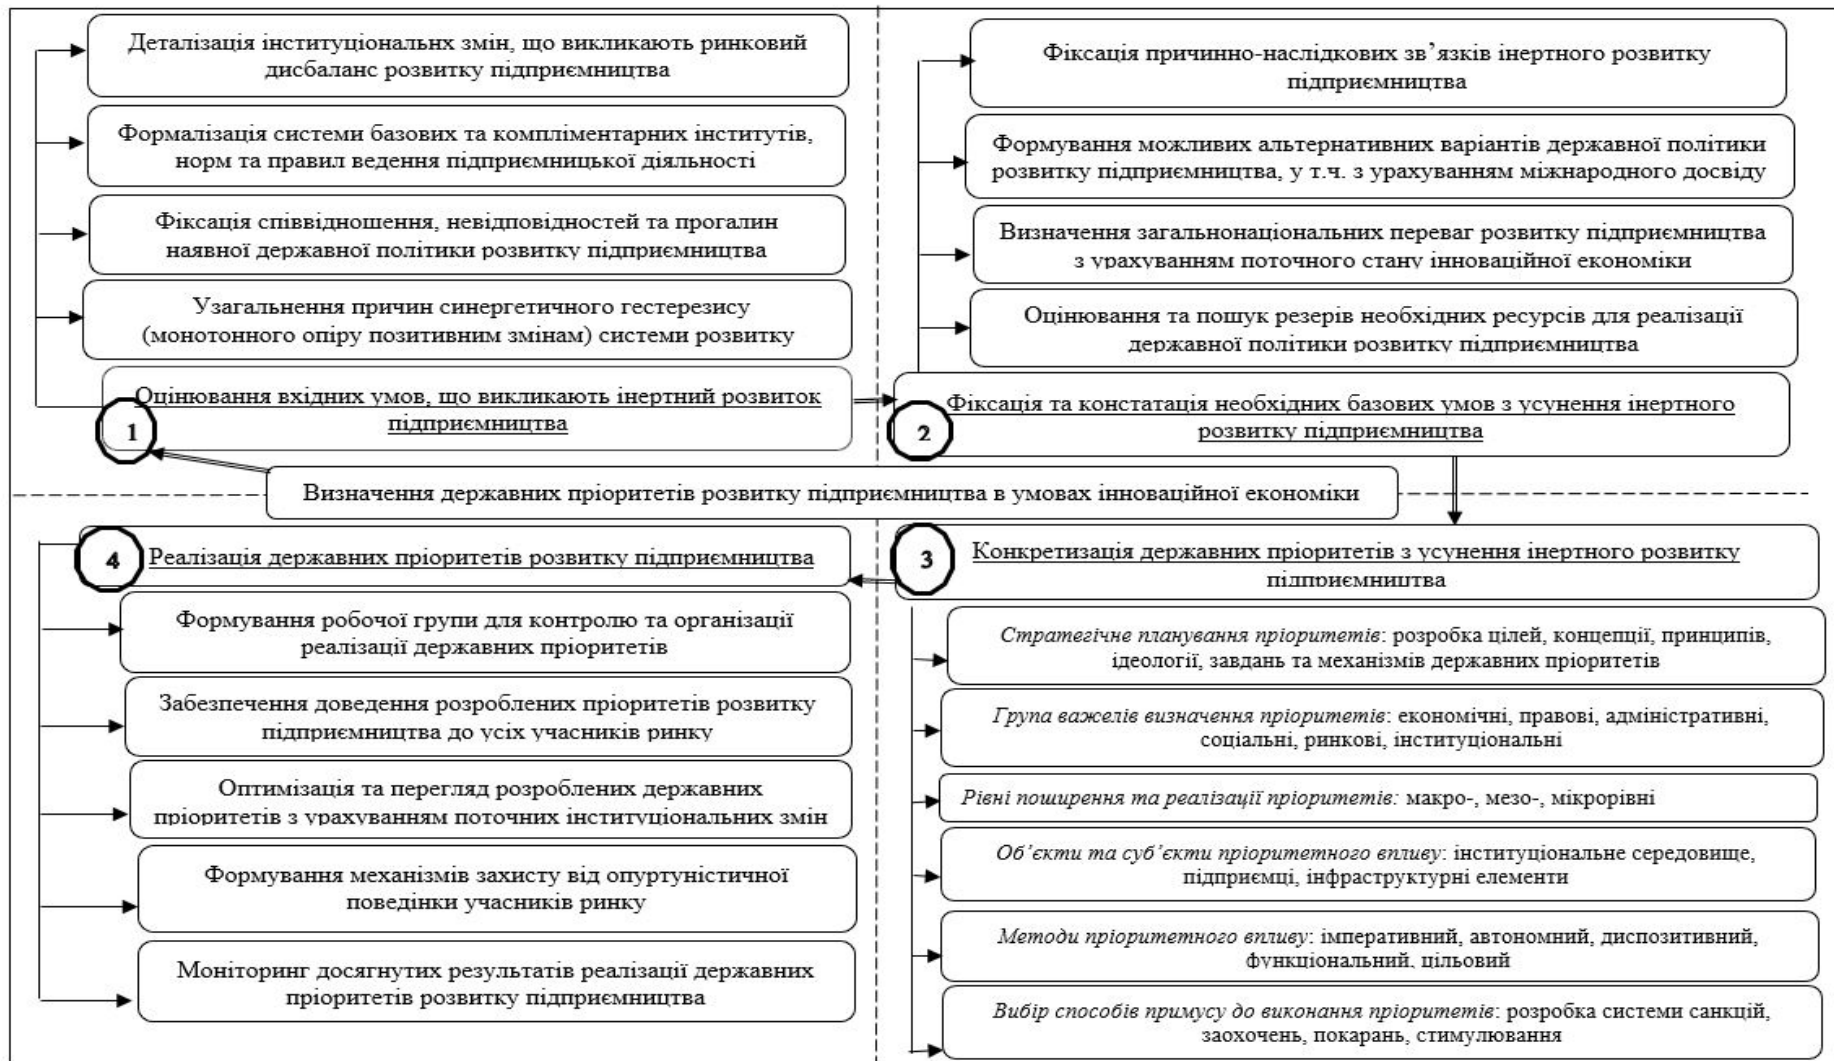 Деталізація інституціональнх змін, що викликають ринковий
дисбаланс розвитку підприємництва
Формалізація системи базових та компліментарних інститутів,
норм та правил ведення підприємницької діяльності
Фіксація співвідношення, невідповідностей та прогалин
наявної державної політики розвитку підприємництва
Узагальнення причин синергетичного гестерезису
(монотонного опіру позитивним змінам) системи розвитку
Оцінювання вхідних умов, що викликають інертний розвиток
підприємництва
1
Фіксація причинно-наслідкових зв’язків інертного розвитку
підприємництва
Формування можливих альтернативних варіантів державної політики
розвитку підприємництва, у т.ч. з урахуванням міжнародного досвіду
Визначення загальнонаціональних переваг розвитку підприємництва
з урахуванням поточного стану інноваційної економіки
Оцінювання та пошук резерів необхідних ресурсів для реалізації
державної політики розвитку підприємництва
Фіксація та констатація необхідних базових умов з усунення інертного
розвитку підприємництва
2
Визначення державних пріоритетів розвитку підприємництва в умовах інноваційної економіки
4
Реалізація державних пріоритетів розвитку підприємництва
Формування робочої групи для контролю та організації
реалізації державних пріоритетів
Забезпечення доведення розроблених пріоритетів розвитку
підприємництва до усіх учасників ринку
Оптимізація та перегляд розроблених державних
пріоритетів з урахуванням поточних інституціональних змін
Формування механізмів захисту від опуртуністичної
поведінки учасників ринку
Моніторинг досягнутих результатів реалізації державних
пріоритетів розвитку підприємництва
3
Конкретизація державних пріоритетів з усунення інертного розвитку
підприємництва
Стратегічне планування пріоритетів: розробка цілей, концепції, принципів,
ідеології, завдань та механізмів державних пріоритетів
Група важелів визначення пріоритетів: економічні, правові, адміністративні,
соціальні, ринкові, інституціональні
Рівні поширення та реалізації пріоритетів: макро-, мезо-, мікрорівні
Об’єкти та суб’єкти пріоритетного впливу: інституціональне середовище,
підприємці, інфраструктурні елементи
Методи пріоритетного впливу: імперативний, автономний, диспозитивний,
функціональний, цільовий
Вибір способів примусу до виконання пріоритетів: розробка системи санкцій,
заохочень, покарань, стимулювання